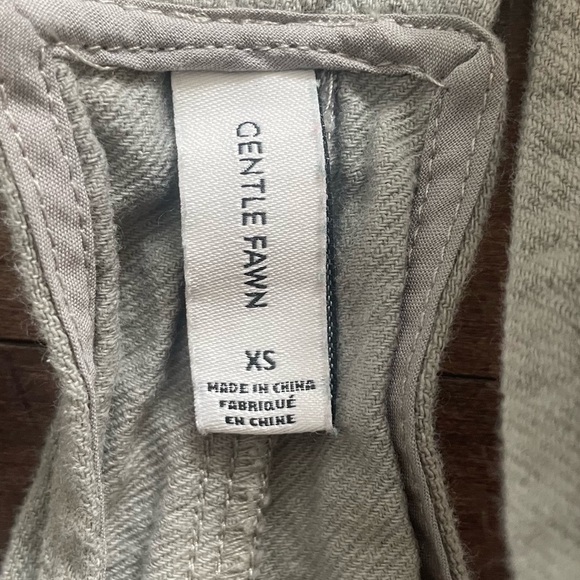 GENTLE FAWN
XS
MADE IN CHINA
FABRIQUÉ
EN CHINE